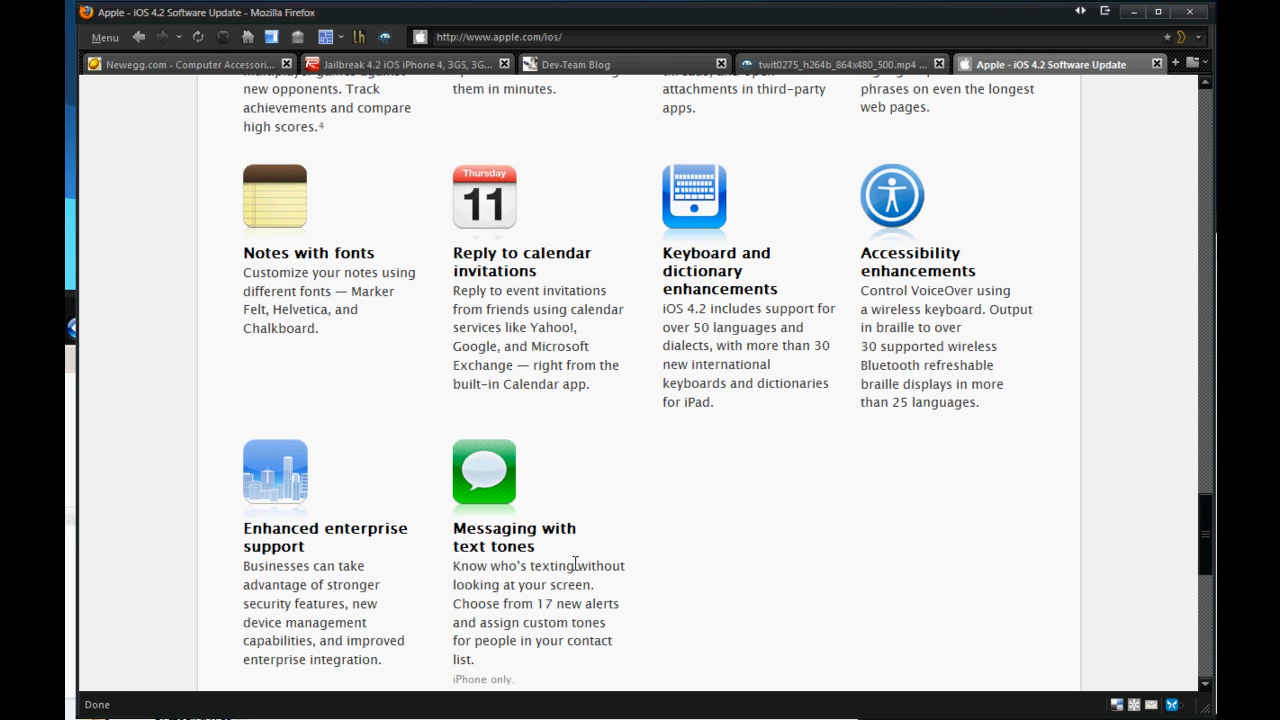 Apple - iOS 4.2 Software Update - Mozilla Firefox
Menu
http://www.apple.com/ios/
Newegg.com - Computer Accessori...
Jailbreak 4.2 iOS iPhone 4, 3GS, 3G...
Dev-Team Blog
twit0275_h264b_864x480_500.mp4 ...
Apple - iOS 4.2 Software Update
new opponents. Track
achievements and compare
high scores.⁴
them in minutes.
attachments in third-party
apps.
phrases on even the longest
web pages.
Notes with fonts
Customize your notes using
different fonts — Marker
Felt, Helvetica, and
Chalkboard.
Thursday
11
Reply to calendar
invitations
Reply to event invitations
from friends using calendar
services like Yahoo!,
Google, and Microsoft
Exchange — right from the
built-in Calendar app.
Keyboard and
dictionary
enhancements
iOS 4.2 includes support for
over 50 languages and
dialects, with more than 30
new international
keyboards and dictionaries
for iPad.
Accessibility
enhancements
Control VoiceOver using
a wireless keyboard. Output
in braille to over
30 supported wireless
Bluetooth refreshable
braille displays in more
than 25 languages.
Enhanced enterprise
support
Businesses can take
advantage of stronger
security features, new
device management
capabilities, and improved
enterprise integration.
Messaging with
text tones
Know who's texting without
looking at your screen.
Choose from 17 new alerts
and assign custom tones
for people in your contact
list.
iPhone only.
Done